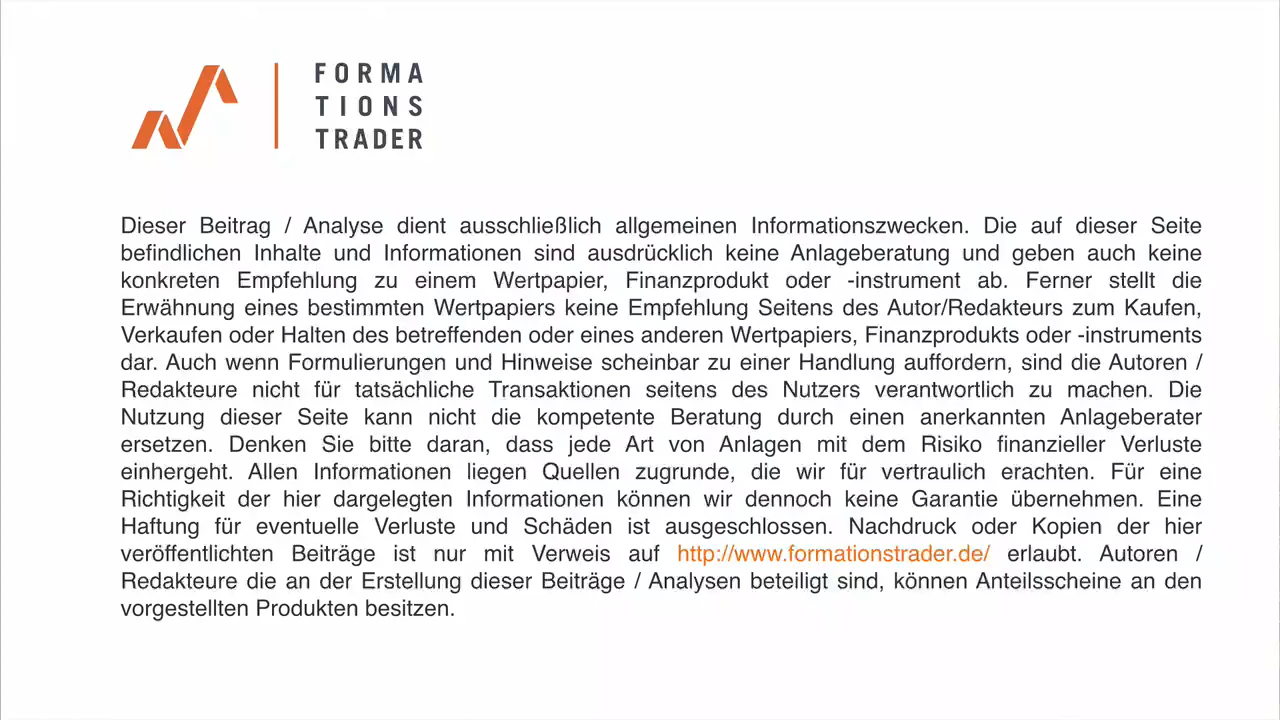 FORMA
TIONS
TRADER
Dieser Beitrag / Analyse dient ausschließlich allgemeinen Informationszwecken. Die auf dieser Seite
befindlichen Inhalte und Informationen sind ausdrücklich keine Anlageberatung und geben auch keine
konkreten Empfehlung zu einem Wertpapier, Finanzprodukt oder -instrument ab. Ferner stellt die
Erwähnung eines bestimmten Wertpapiers keine Empfehlung Seitens des Autor/Redakteurs zum Kaufen,
Verkaufen oder Halten des betreffenden oder eines anderen Wertpapiers, Finanzprodukts oder -instruments
dar. Auch wenn Formulierungen und Hinweise scheinbar zu einer Handlung auffordern, sind die Autoren /
Redakteure nicht für tatsächliche Transaktionen seitens des Nutzers verantwortlich zu machen. Die
Nutzung dieser Seite kann nicht die kompetente Beratung durch einen anerkannten Anlageberater
ersetzen. Denken Sie bitte daran, dass jede Art von Anlagen mit dem Risiko finanzieller Verluste
einhergeht. Allen Informationen liegen Quellen zugrunde, die wir für vertraulich erachten. Für eine
Richtigkeit der hier dargelegten Informationen können wir dennoch keine Garantie übernehmen. Eine
Haftung für eventuelle Verluste und Schäden ist ausgeschlossen. Nachdruck oder Kopien der hier
veröffentlichten Beiträge ist nur mit Verweis auf http://www.formationstrader.de/ erlaubt. Autoren /
Redakteure die an der Erstellung dieser Beiträge / Analysen beteiligt sind, können Anteilsscheine an den
vorgestellten Produkten besitzen.